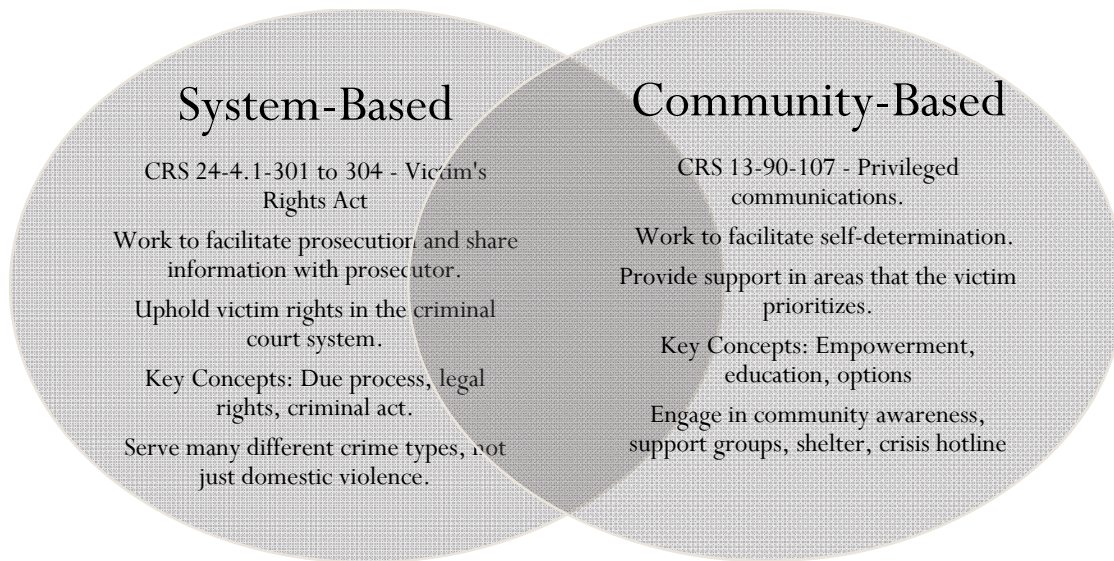 System-Based
CRS 24-4.1-301 to 304 - Victim's
Rights Act
Work to facilitate prosecution and share
information with prosecutor.
Uphold victim rights in the criminal
court system.
Key Concepts: Due process, legal
rights, criminal act.
Serve many different crime types, not
just domestic violence.
Community-Based
CRS 13-90-107 - Privileged
communications.
Work to facilitate self-determination.
Provide support in areas that the victim
prioritizes.
Key Concepts: Empowerment,
education, options
Engage in community awareness,
support groups, shelter, crisis hotline